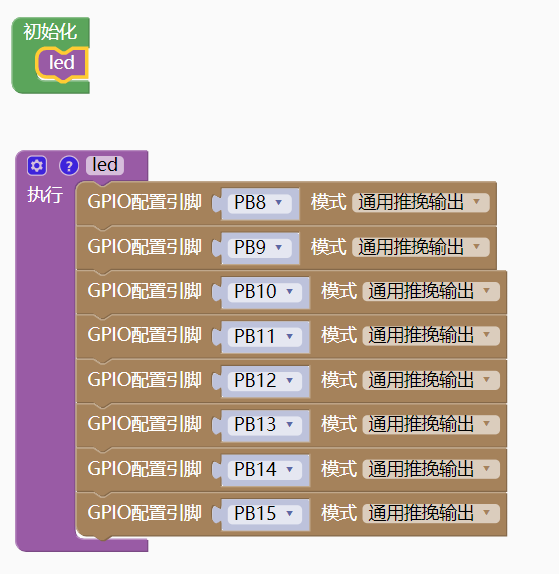 初始化
led
? led
执行
GPIO配置引脚 PB8 模式 通用推挽输出
GPIO配置引脚 PB9 模式 通用推挽输出
GPIO配置引脚 PB10 模式 通用推挽输出
GPIO配置引脚 PB11 模式 通用推挽输出
GPIO配置引脚 PB12 模式 通用推挽输出
GPIO配置引脚 PB13 模式 通用推挽输出
GPIO配置引脚 PB14 模式 通用推挽输出
GPIO配置引脚 PB15 模式 通用推挽输出